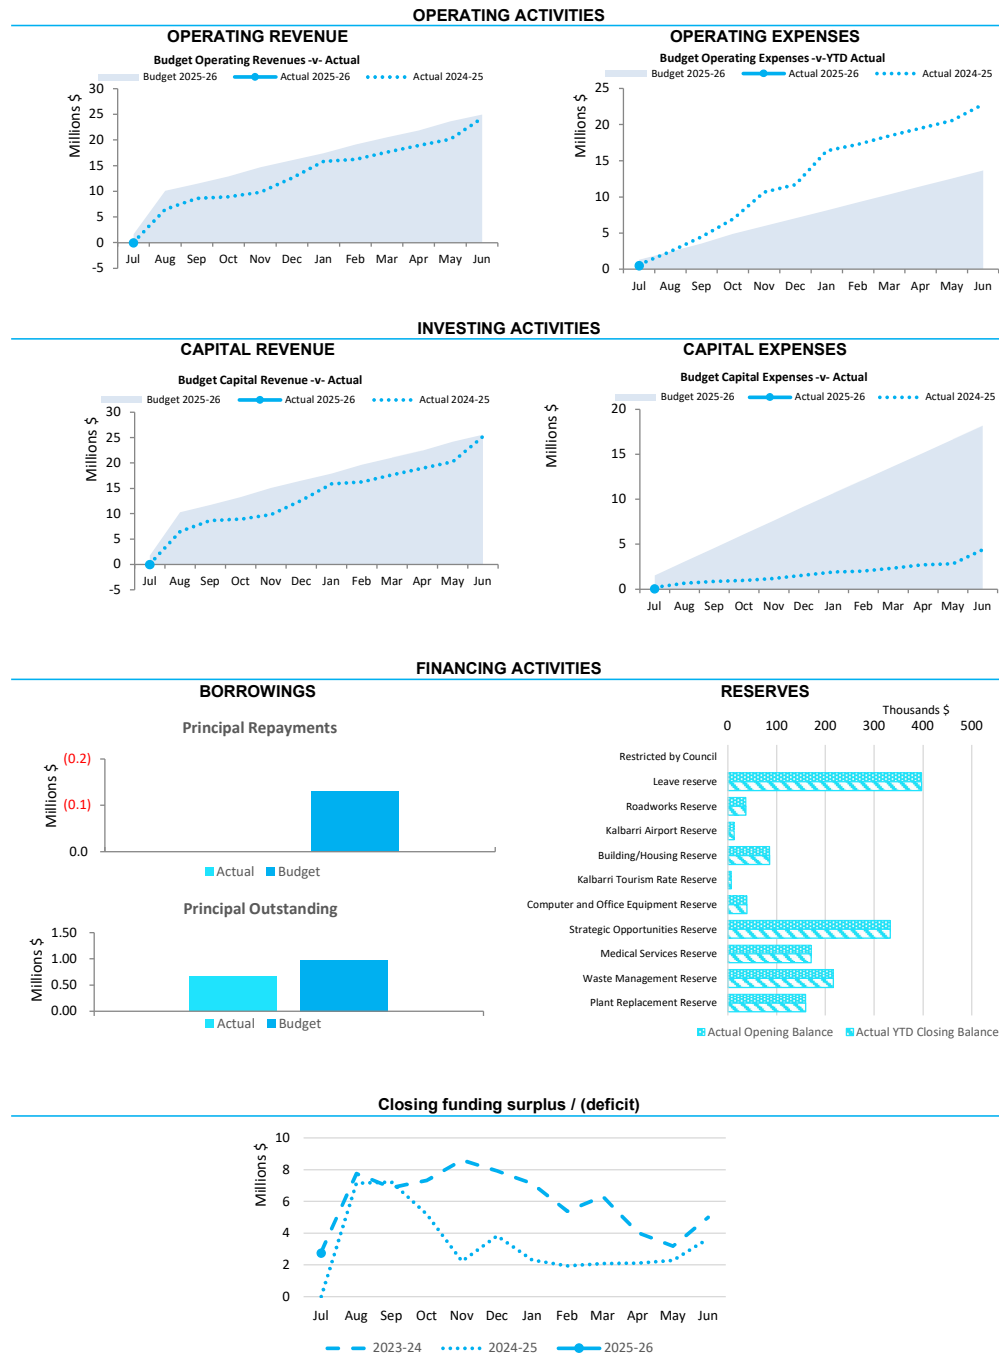 OPERATING ACTIVITIES
OPERATING REVENUE
Budget Operating Revenues -v- Actual
Budget 2025-26 Actual 2025-26 Actual 2024-25
Millions $
30
25
20
15
10
5
0
-5
Jul Aug Sep Oct Nov Dec Jan Feb Mar Apr May Jun
OPERATING EXPENSES
Budget Operating Expenses -v-YTD Actual
Budget 2025-26 Actual 2025-26 Actual 2024-25
Millions $
25
20
15
10
5
0
Jul Aug Sep Oct Nov Dec Jan Feb Mar Apr May Jun
INVESTING ACTIVITIES
CAPITAL REVENUE
Budget Capital Revenue -v- Actual
Budget 2025-26 Actual 2025-26 Actual 2024-25
Millions $
30
25
20
15
10
5
0
-5
Jul Aug Sep Oct Nov Dec Jan Feb Mar Apr May Jun
CAPITAL EXPENSES
Budget Capital Expenses -v- Actual
Budget 2025-26 Actual 2025-26 Actual 2024-25
Millions $
20
15
10
5
0
Jul Aug Sep Oct Nov Dec Jan Feb Mar Apr May Jun
FINANCING ACTIVITIES
BORROWINGS
Principal Repayments
Millions $
(0.2)
(0.1)
0.0
Actual Budget
Principal Outstanding
Millions $
1.50
1.00
0.50
0.00
Actual Budget
RESERVES
Thousands $
0 100 200 300 400 500
Restricted by Council
Leave reserve
Roadworks Reserve
Kalbarri Airport Reserve
Building/Housing Reserve
Kalbarri Tourism Rate Reserve
Computer and Office Equipment Reserve
Strategic Opportunities Reserve
Medical Services Reserve
Waste Management Reserve
Plant Replacement Reserve
Actual Opening Balance Actual YTD Closing Balance
Closing funding surplus / (deficit)
Millions $
10
8
6
4
2
0
Jul Aug Sep Oct Nov Dec Jan Feb Mar Apr May Jun
2023-24 2024-25 2025-26